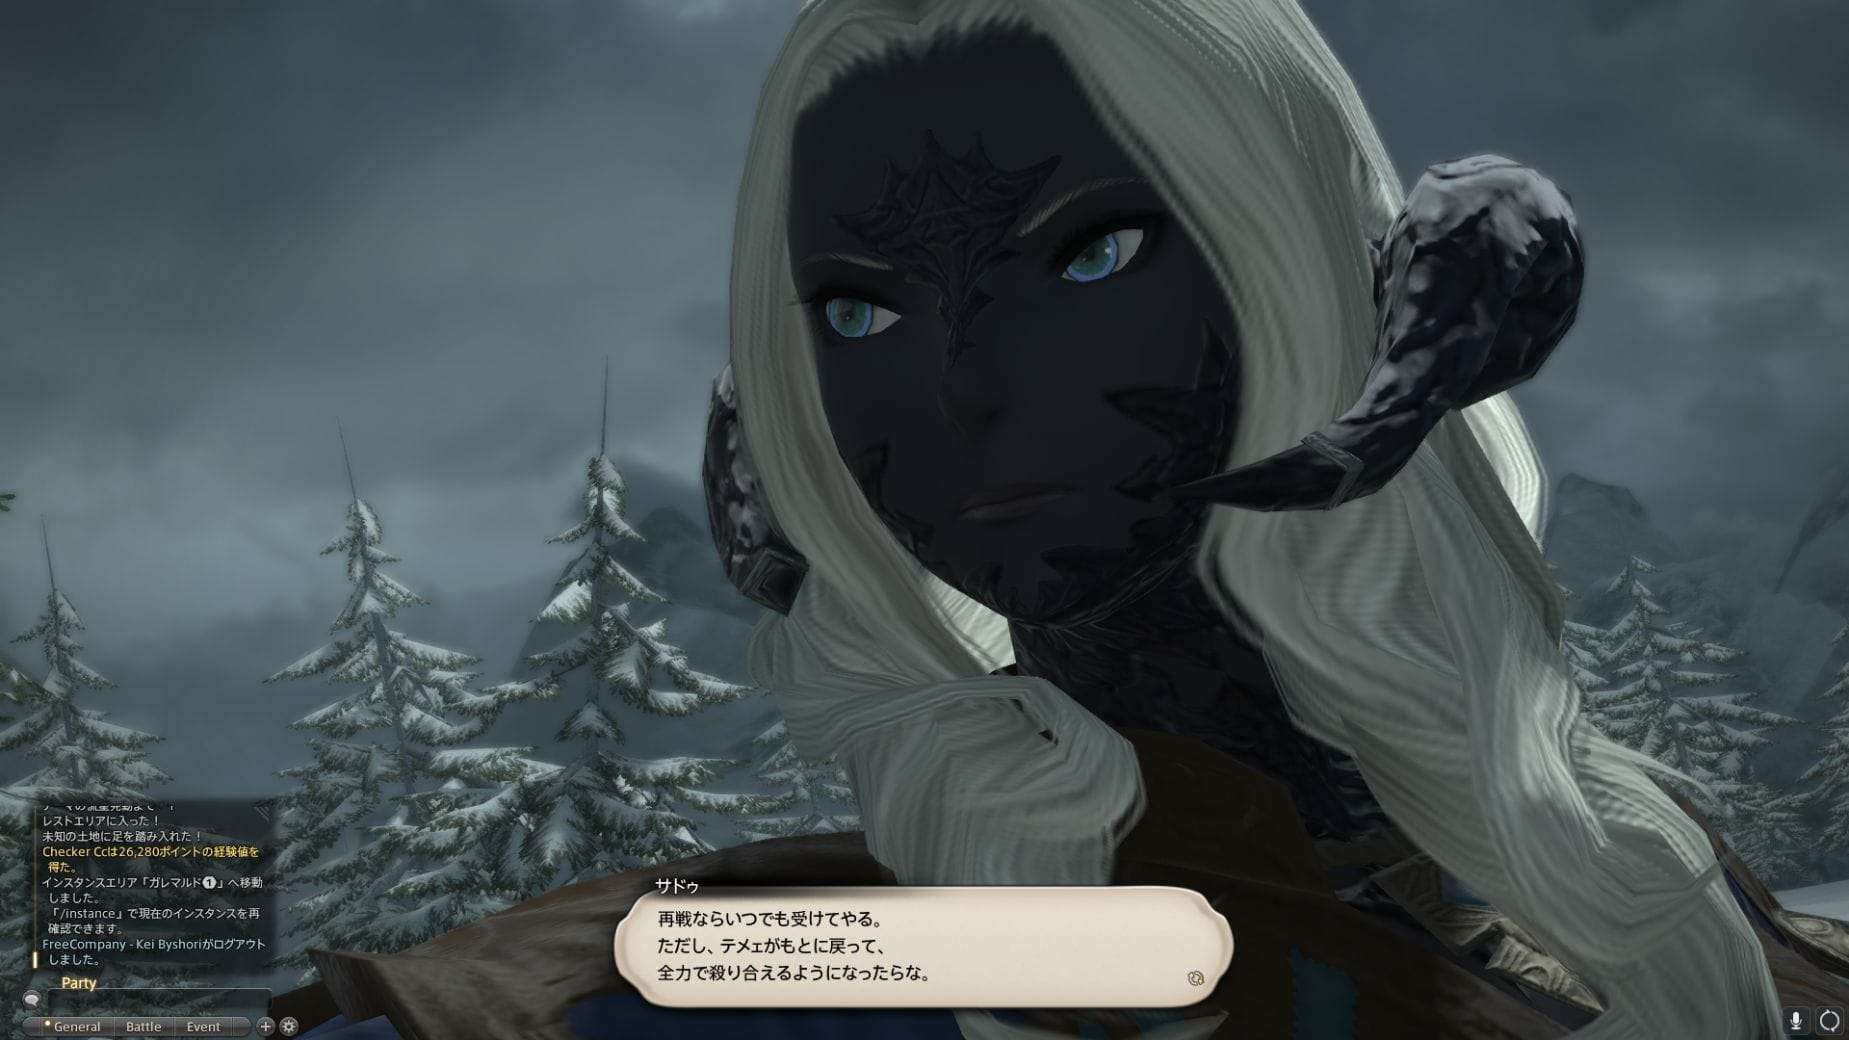 レストエリアに入った！
未知の土地に足を踏み入れた！
Checker Ccは26,280ポイントの経験値を
得た。
インスタンスエリア「ガレマルド❶」へ移動
しました。
「/instance」で現在のインスタンスを再
確認できます。
FreeCompany - Kei Byshoriがログアウト
しました。
Party
General Battle Event
サドゥ
再戦ならいつでも受けてやる。
ただし、テメェがもとに戻って、
全力で殺り合えるようになったらな。